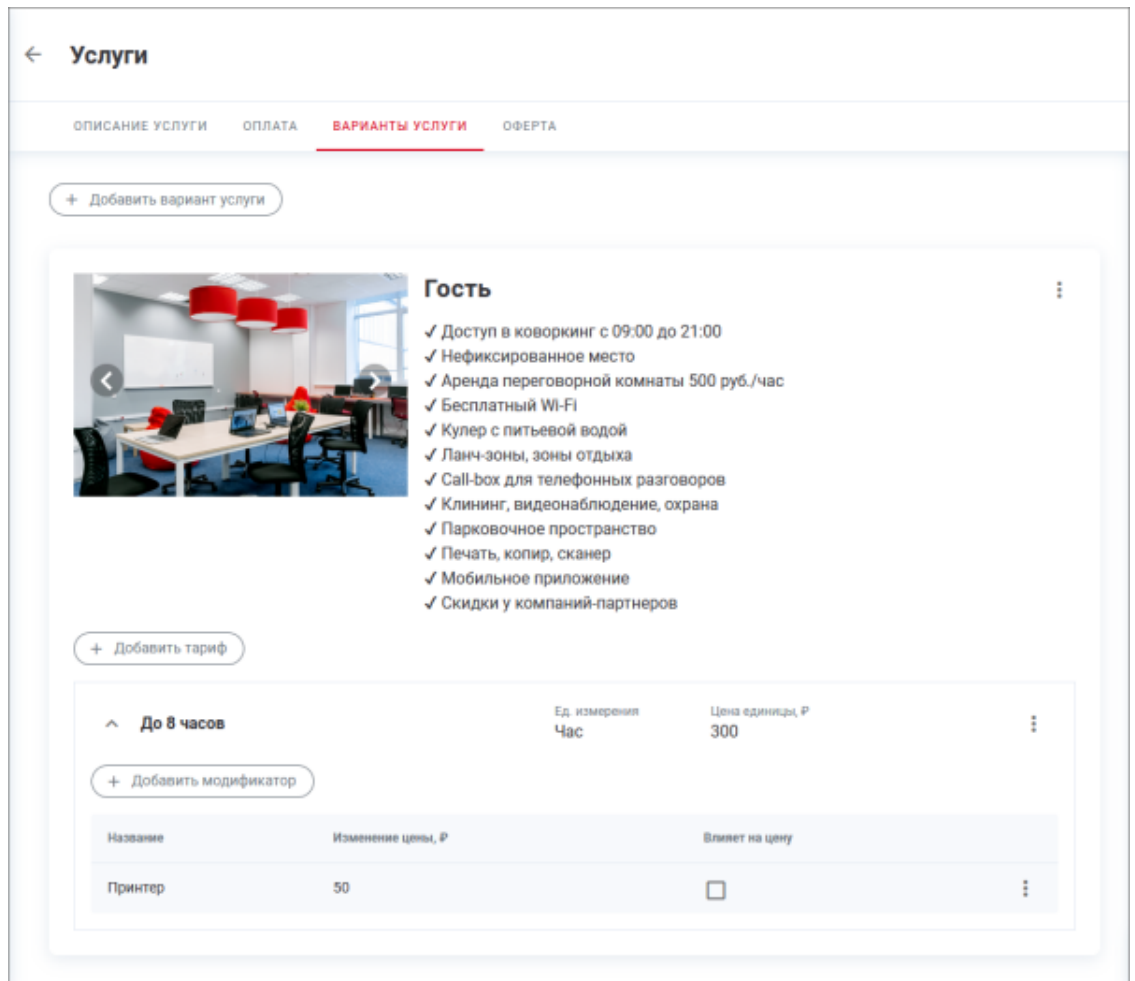 Услуги
ОПИСАНИЕ УСЛУГИ ОПЛАТА ВАРИАНТЫ УСЛУГИ ОФЕРТА
+ Добавить вариант услуги
Гость
✓ Доступ в коворкинг с 09:00 до 21:00
✓ Нефиксированное место
✓ Аренда переговорной комнаты 500 руб./час
✓ Бесплатный Wi-Fi
✓ Кулер с питьевой водой
✓ Ланч-зоны, зоны отдыха
✓ Call-box для телефонных разговоров
✓ Клининг, видеонаблюдение, охрана
✓ Парковочное пространство
✓ Печать, копир, сканер
✓ Мобильное приложение
✓ Скидки у компаний-партнеров
+ Добавить тариф
Ед. измерения Цена единицы, ₽
До 8 часов Час 300
+ Добавить модификатор
Название Изменение цены, ₽ Влияет на цену
Принтер 50